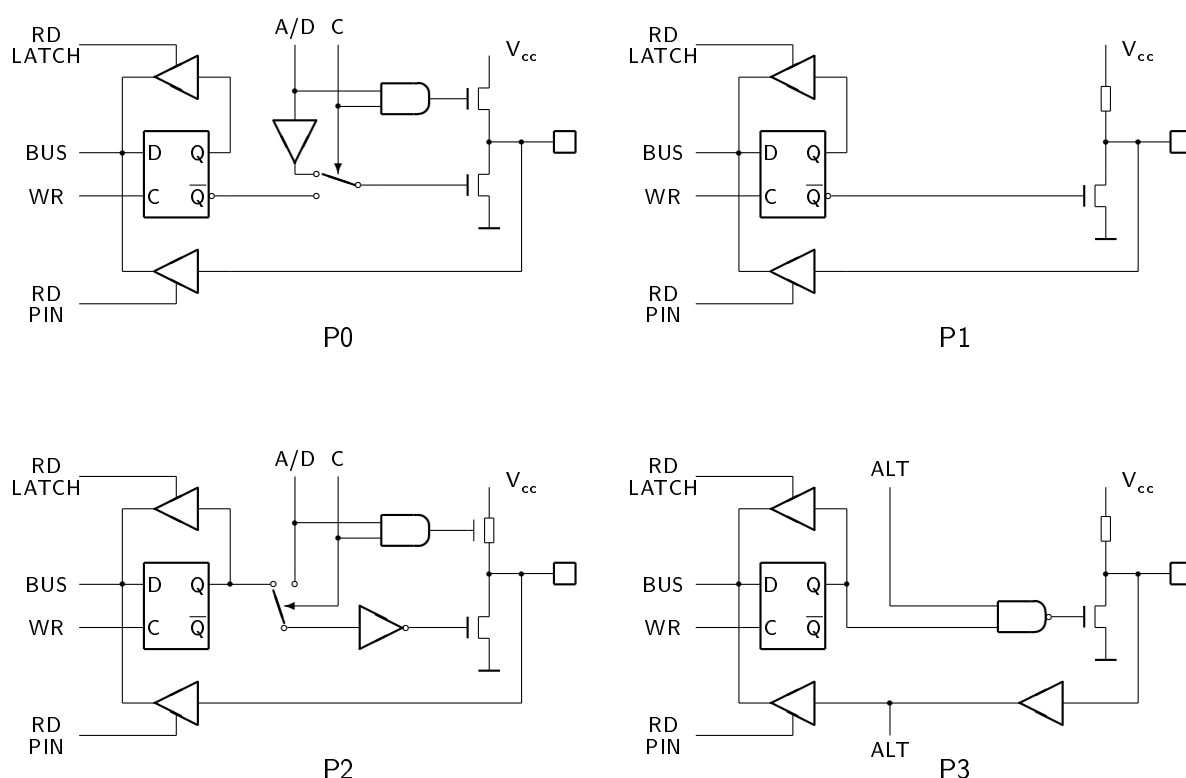 A/D C
RD
LATCH
Vcc
BUS
D Q
WR
C Q̅
RD
PIN
P0
RD
LATCH
Vcc
BUS
D Q
WR
C Q̅
RD
PIN
P1
A/D C
RD
LATCH
Vcc
BUS
D Q
WR
C Q̅
RD
PIN
P2
ALT
RD
LATCH
Vcc
BUS
D Q
WR
C Q̅
RD
PIN
ALT
P3